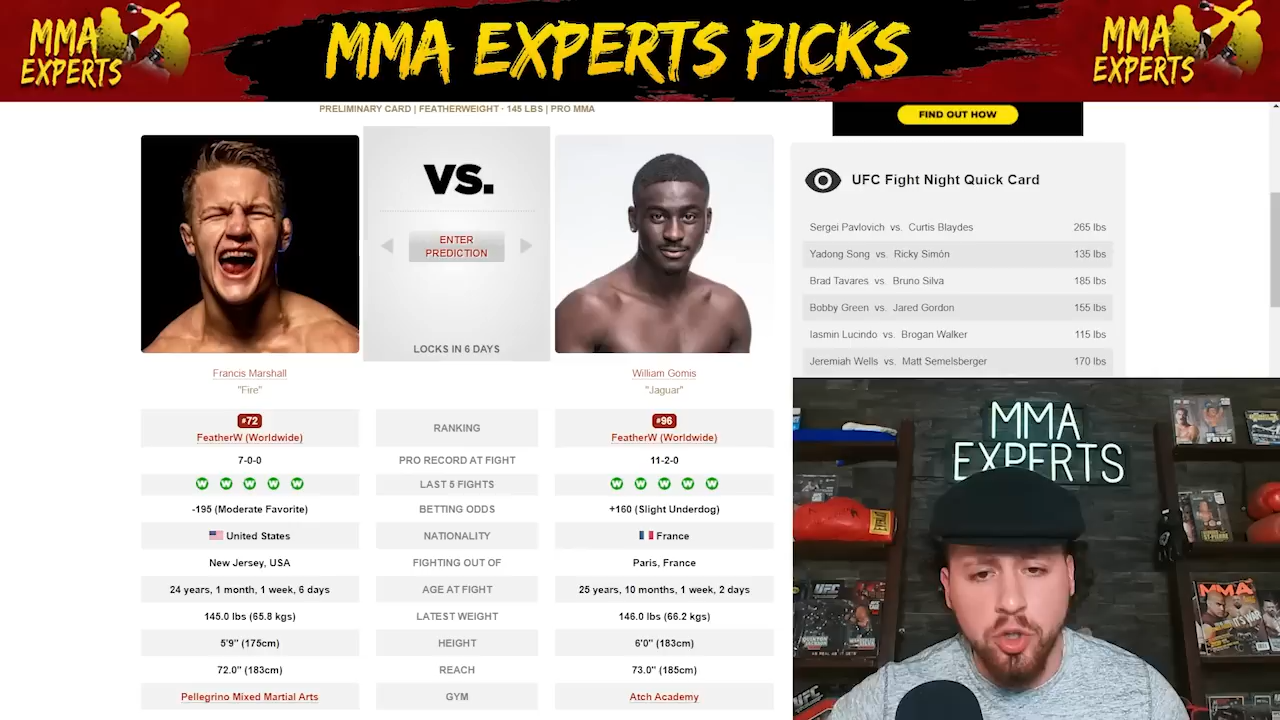 MMA EXPERTS
MMA EXPERTS PICKS
MMA EXPERTS
PRELIMINARY CARD | FEATHERWEIGHT · 145 LBS | PRO MMA
VS.
ENTER PREDICTION
LOCKS IN 6 DAYS
Francis Marshall
"Fire"
William Gomis
"Jaguar"
#72 FeatherW (Worldwide) RANKING #96 FeatherW (Worldwide)
7-0-0 PRO RECORD AT FIGHT 11-2-0
W W W W W LAST 5 FIGHTS W W W W W
-195 (Moderate Favorite) BETTING ODDS +160 (Slight Underdog)
United States NATIONALITY France
New Jersey, USA FIGHTING OUT OF Paris, France
24 years, 1 month, 1 week, 6 days AGE AT FIGHT 25 years, 10 months, 1 week, 2 days
145.0 lbs (65.8 kgs) LATEST WEIGHT 146.0 lbs (66.2 kgs)
5'9" (175cm) HEIGHT 6'0" (183cm)
72.0" (183cm) REACH 73.0" (185cm)
Pellegrino Mixed Martial Arts GYM Atch Academy
FIND OUT HOW
UFC Fight Night Quick Card
Sergei Pavlovich vs. Curtis Blaydes 265 lbs
Yadong Song vs. Ricky Simón 135 lbs
Brad Tavares vs. Bruno Silva 185 lbs
Bobby Green vs. Jared Gordon 155 lbs
Iasmin Lucindo vs. Brogan Walker 115 lbs
Jeremiah Wells vs. Matt Semelsberger 170 lbs
MMA
EXPERTS
FRYE
UFC
UFC
MMA
UFC